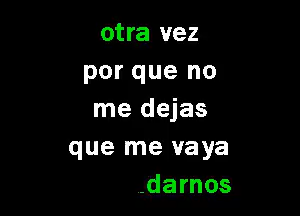 otra vez
por que no
me dejas
que me vaya
darnos